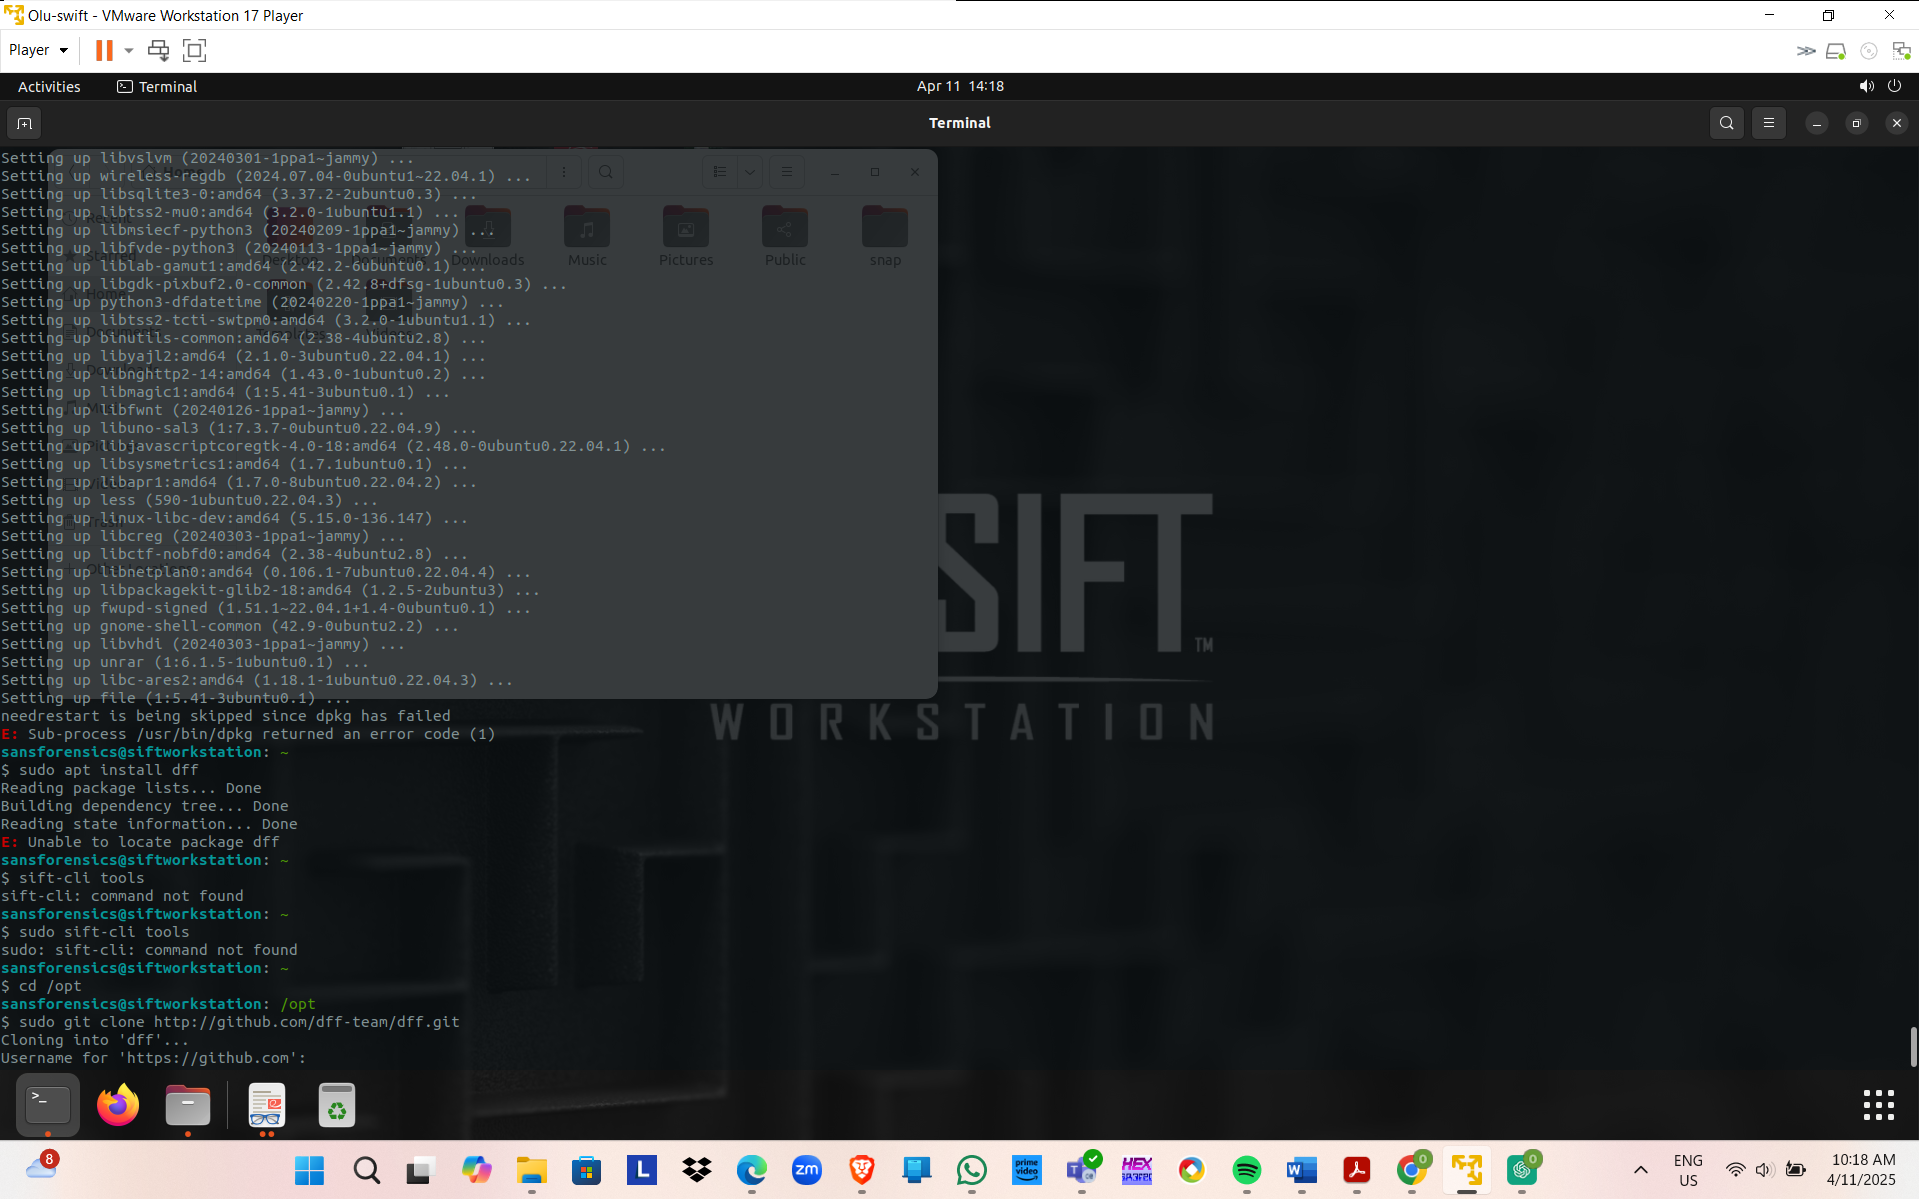 Olu-swift - VMware Workstation 17 Player
Player
Activities
Terminal
Apr 11 14:18
Terminal
Setting up libvslvm (20240301-1ppa1~jammy) ...
Setting up wireless-regdb (2024.07.04-0ubuntu1~22.04.1) ...
Setting up libsqlite3-0:amd64 (3.37.2-2ubuntu0.3) ...
Setting up libtss2-mu0:amd64 (3.2.0-1ubuntu1.1) ...
Setting up libmsiecf-python3 (20240209-1ppa1~jammy) ...
Setting up libfvde-python3 (20240113-1ppa1~jammy) ...
Setting up liblab-gamut1:amd64 (2.42.2-6ubuntu0.1) ...
Setting up libgdk-pixbuf2.0-common (2.42.8+dfsg-1ubuntu0.3) ...
Setting up python3-dfdatetime (20240220-1ppa1~jammy) ...
Setting up libtss2-tcti-swtpm0:amd64 (3.2.0-1ubuntu1.1) ...
Setting up binutils-common:amd64 (2.38-4ubuntu2.8) ...
Setting up libyajl2:amd64 (2.1.0-3ubuntu0.22.04.1) ...
Setting up libnghttp2-14:amd64 (1.43.0-1ubuntu0.2) ...
Setting up libmagic1:amd64 (1:5.41-3ubuntu0.1) ...
Setting up libfwnt (20240126-1ppa1~jammy) ...
Setting up libuno-sal3 (1:7.3.7-0ubuntu0.22.04.9) ...
Setting up libjavascriptcoregtk-4.0-18:amd64 (2.48.0-0ubuntu0.22.04.1) ...
Setting up libsysmetrics1:amd64 (1.7.1ubuntu0.1) ...
Setting up libapr1:amd64 (1.7.0-8ubuntu0.22.04.2) ...
Setting up less (590-1ubuntu0.22.04.3) ...
Setting up linux-libc-dev:amd64 (5.15.0-136.147) ...
Setting up libcreg (20240303-1ppa1~jammy) ...
Setting up libctf-nobfd0:amd64 (2.38-4ubuntu2.8) ...
Setting up libnetplan0:amd64 (0.106.1-7ubuntu0.22.04.4) ...
Setting up libpackagekit-glib2-18:amd64 (1.2.5-2ubuntu3) ...
Setting up fwupd-signed (1.51.1~22.04.1+1.4-0ubuntu0.1) ...
Setting up gnome-shell-common (42.9-0ubuntu2.2) ...
Setting up libvhdi (20240303-1ppa1~jammy) ...
Setting up unrar (1:6.1.5-1ubuntu0.1) ...
Setting up libc-ares2:amd64 (1.18.1-1ubuntu0.22.04.3) ...
Setting up file (1:5.41-3ubuntu0.1) ...
needrestart is being skipped since dpkg has failed
E: Sub-process /usr/bin/dpkg returned an error code (1)
sansforensics@siftworkstation: ~
$ sudo apt install dff
Reading package lists... Done
Building dependency tree... Done
Reading state information... Done
E: Unable to locate package dff
sansforensics@siftworkstation: ~
$ sift-cli tools
sift-cli: command not found
sansforensics@siftworkstation: ~
$ sudo sift-cli tools
sudo: sift-cli: command not found
sansforensics@siftworkstation: ~
$ cd /opt
sansforensics@siftworkstation: /opt
$ sudo git clone http://github.com/dff-team/dff.git
Cloning into 'dff'...
Username for 'https://github.com':
Home
Downloads
Music
Pictures
Public
snap
SIFT
TM
WORKSTATION
8
L
zm
prime video
HEX
W
0
0
ENG
US
10:18 AM
4/11/2025